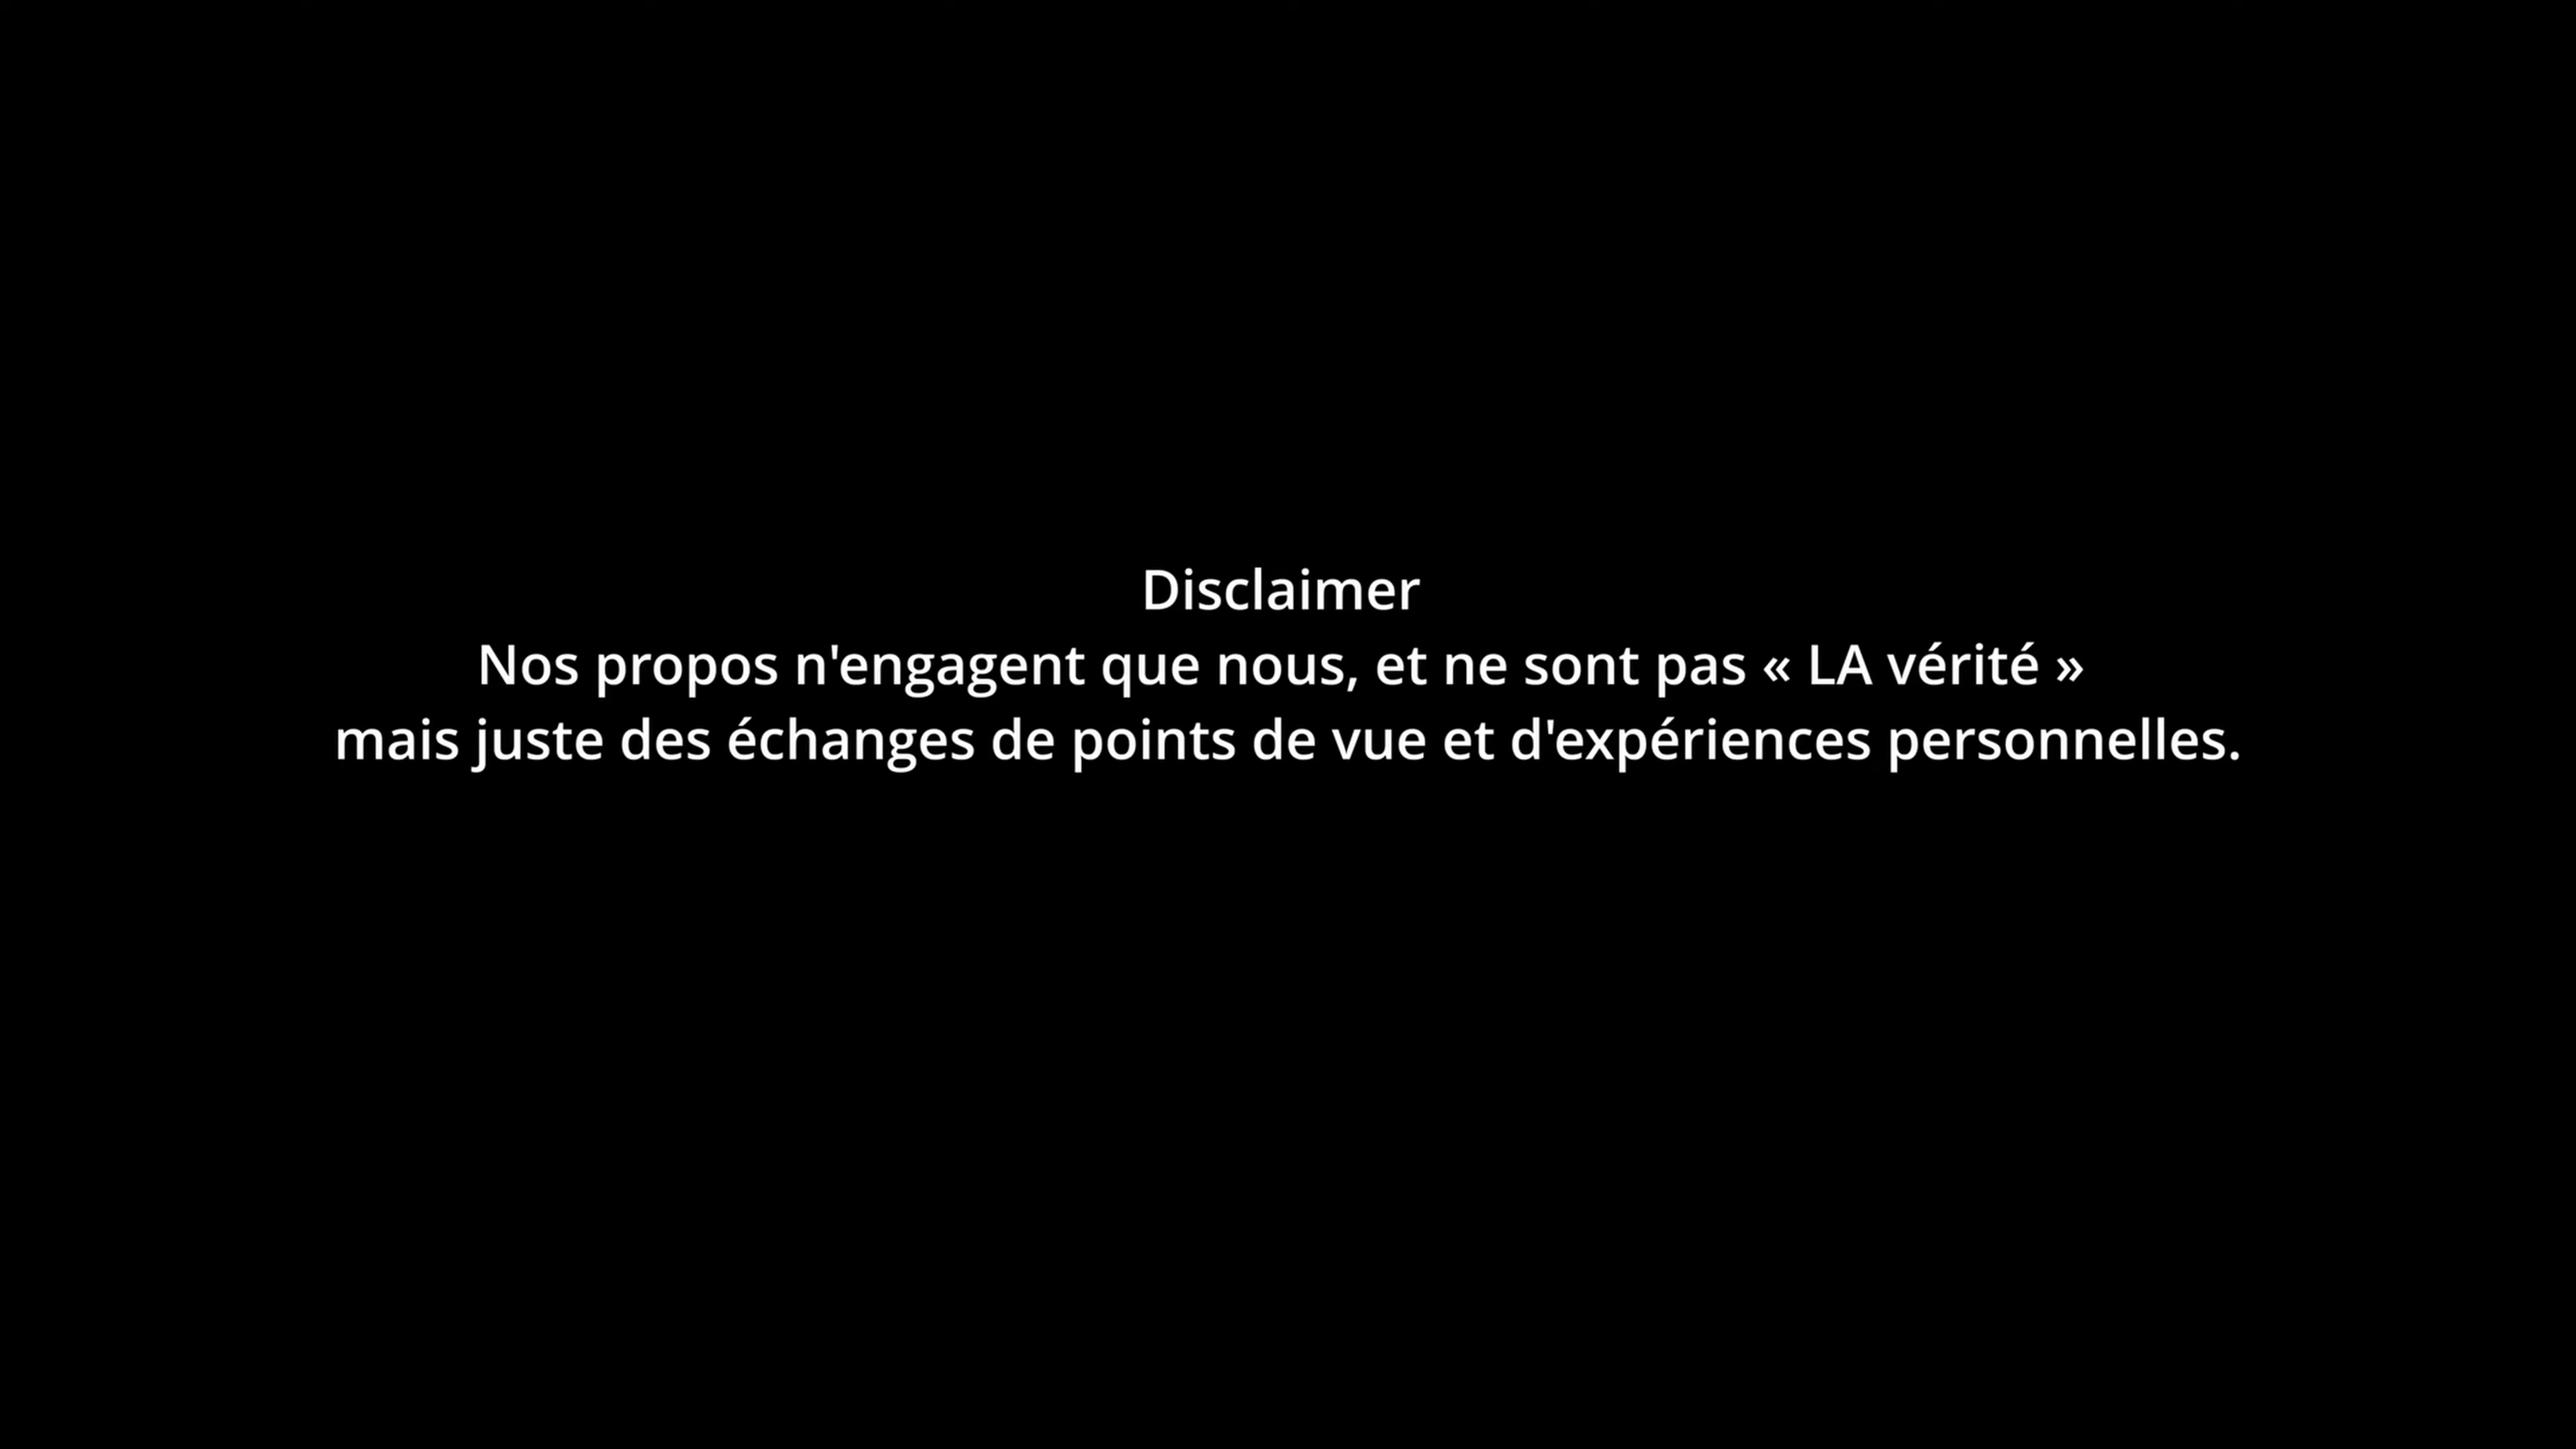 Disclaimer
Nos propos n'engagent que nous, et ne sont pas « LA vérité »
mais juste des échanges de points de vue et d'expériences personnelles.